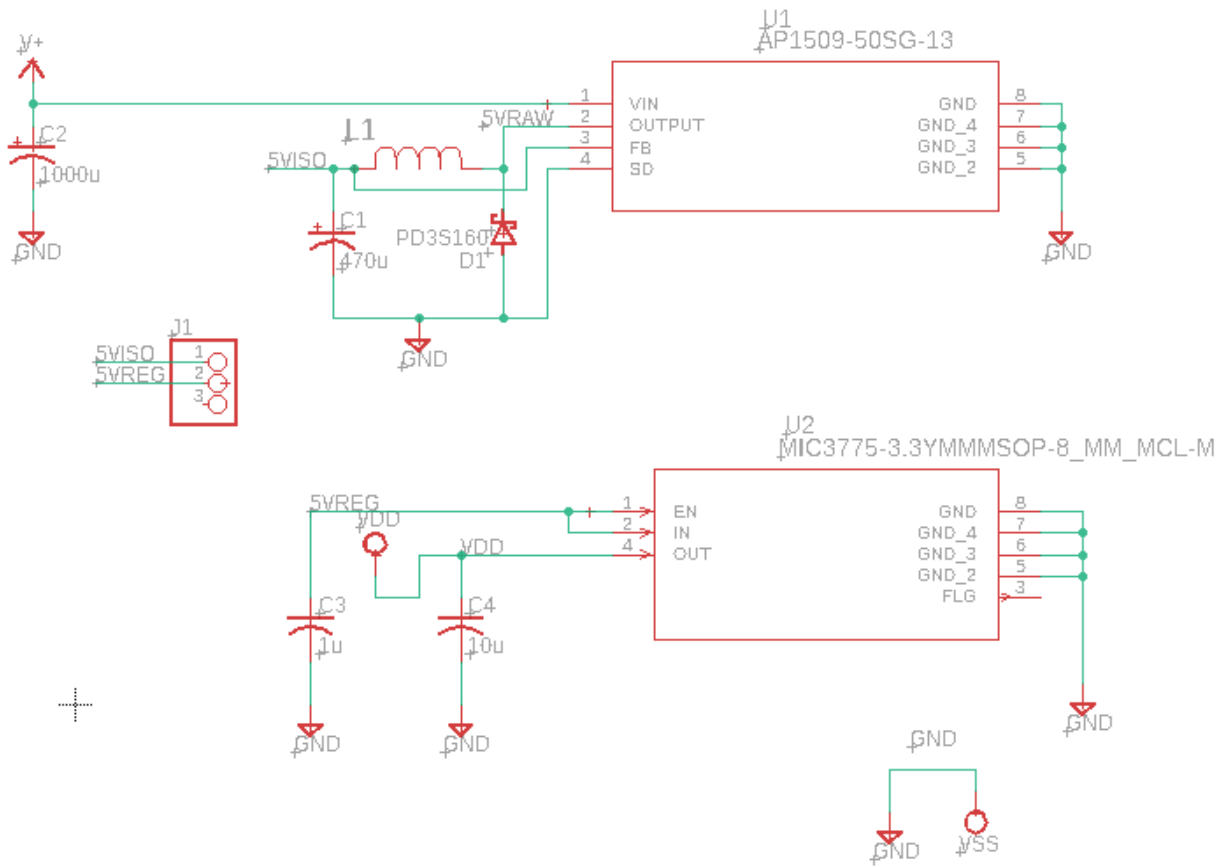 V+
C2
1000u
GND
U1
AP1509-50SG-13
1 VIN
2 OUTPUT
3 FB
4 SD
GND 8
GND_4 7
GND_3 6
GND_2 5
GND
5VRAW
L1
5VISO
C1
470u
PD3S160
D1
GND
J1
5VISO 1
5VREG 2
3
U2
MIC3775-3.3YMMMSOP-8_MM_MCL-M
1 EN
2 IN
4 OUT
GND 8
GND_4 7
GND_3 6
GND_2 5
FLG 3
GND
5VREG
VDD
VDD
C3
1u
GND
C4
10u
GND
GND
GND
VSS